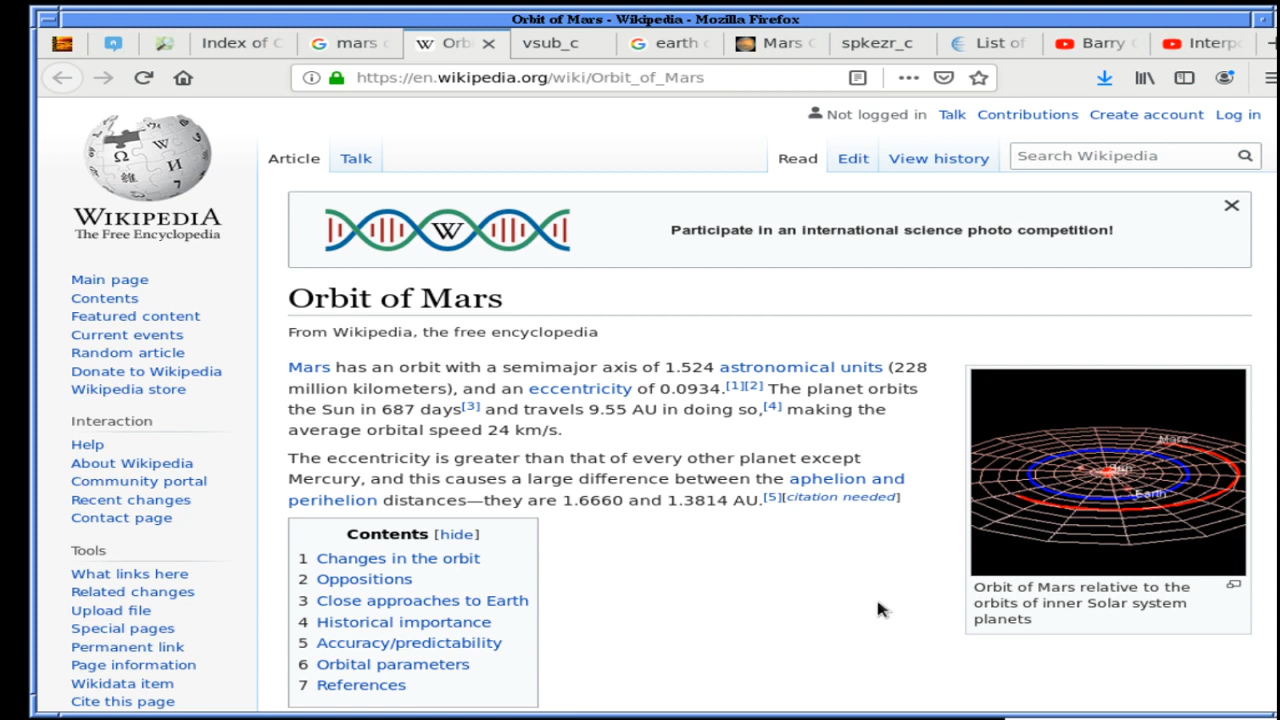 Orbit of Mars - Wikipedia - Mozilla Firefox
Index of C
mars c
Orb
vsub_c
earth c
Mars C
spkezr_c
List of
Barry
Interp
https://en.wikipedia.org/wiki/Orbit_of_Mars
Not logged in Talk Contributions Create account Log in
Article Talk Read Edit View history Search Wikipedia
WIKIPEDIA
The Free Encyclopedia
W
Participate in an international science photo competition!
Main page
Contents
Featured content
Current events
Random article
Donate to Wikipedia
Wikipedia store
Interaction
Help
About Wikipedia
Community portal
Recent changes
Contact page
Tools
What links here
Related changes
Upload file
Special pages
Permanent link
Page information
Wikidata item
Cite this page
Orbit of Mars
From Wikipedia, the free encyclopedia
Mars has an orbit with a semimajor axis of 1.524 astronomical units (228
million kilometers), and an eccentricity of 0.0934.[1][2] The planet orbits
the Sun in 687 days[3] and travels 9.55 AU in doing so,[4] making the
average orbital speed 24 km/s.
The eccentricity is greater than that of every other planet except
Mercury, and this causes a large difference between the aphelion and
perihelion distances—they are 1.6660 and 1.3814 AU.[5][citation needed]
Contents [hide]
1 Changes in the orbit
2 Oppositions
3 Close approaches to Earth
4 Historical importance
5 Accuracy/predictability
6 Orbital parameters
7 References
Mars
Sun
Earth
Orbit of Mars relative to the
orbits of inner Solar system
planets